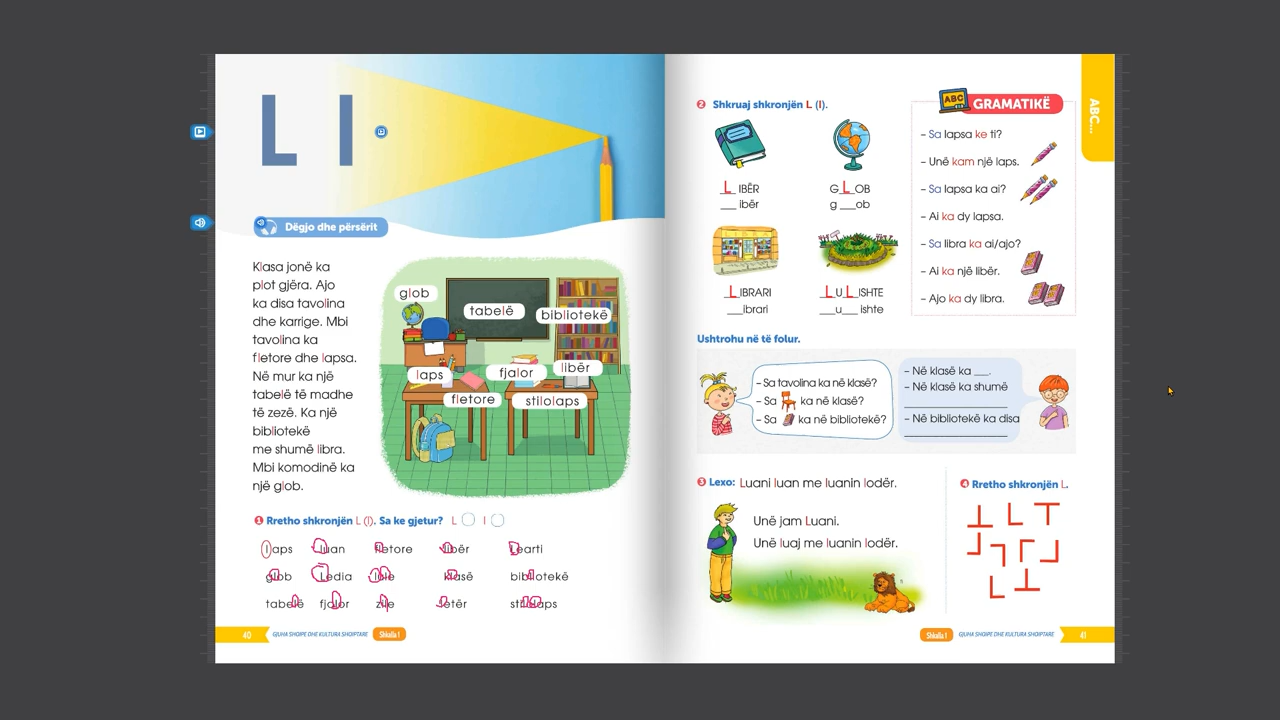 L l
Dëgjo dhe përsërit
Klasa jonë ka
plot gjëra. Ajo
ka disa tavolina
dhe karrige. Mbi
tavolina ka
fletore dhe lapsa.
Në mur ka një
tabelë të madhe
të zezë. Ka një
bibliotekë
me shumë libra.
Mbi komodinë ka
një glob.
glob
tabelë
bibliotekë
laps
fjalor
libër
fletore
stilolaps
1 Rretho shkronjën L (l). Sa ke gjetur? L l
laps luan fletore libër Learti
glob Ledia lule klasë bibliotekë
tabelë fjalor zile letër stilolaps
40 GJUHA SHQIPE DHE KULTURA SHQIPTARE Shkalla 1
2 Shkruaj shkronjën L (l).
L IBËR
___ ibër
G L OB
g ___ob
L IBRARI
___ibrari
L U L ISHTE
___u___ ishte
ABC
GRAMATIKË
– Sa lapsa ke ti?
– Unë kam një laps.
– Sa lapsa ka ai?
– Ai ka dy lapsa.
– Sa libra ka ai/ajo?
– Ai ka një libër.
– Ajo ka dy libra.
ABC...
Ushtrohu në të folur.
– Sa tavolina ka në klasë?
– Sa ka në klasë?
– Sa ka në bibliotekë?
– Në klasë ka ___.
– Në klasë ka shumë
– Në bibliotekë ka disa
3 Lexo: Luani luan me luanin lodër.
Unë jam Luani.
Unë luaj me luanin lodër.
4 Rretho shkronjën L.
Shkalla 1 GJUHA SHQIPE DHE KULTURA SHQIPTARE 41